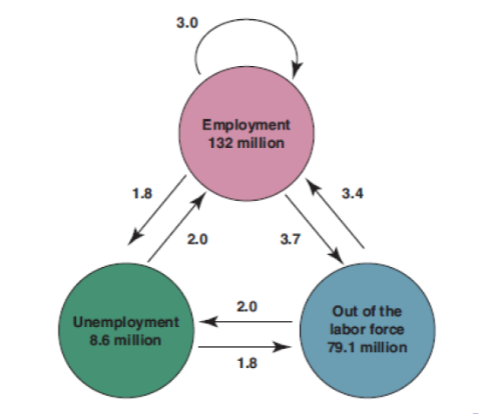 3.0
Employment
132 million
1.8
3.4
2.0
3.7
Unemployment
8.6 million
2.0
Out of the
labor force
79.1 million
1.8